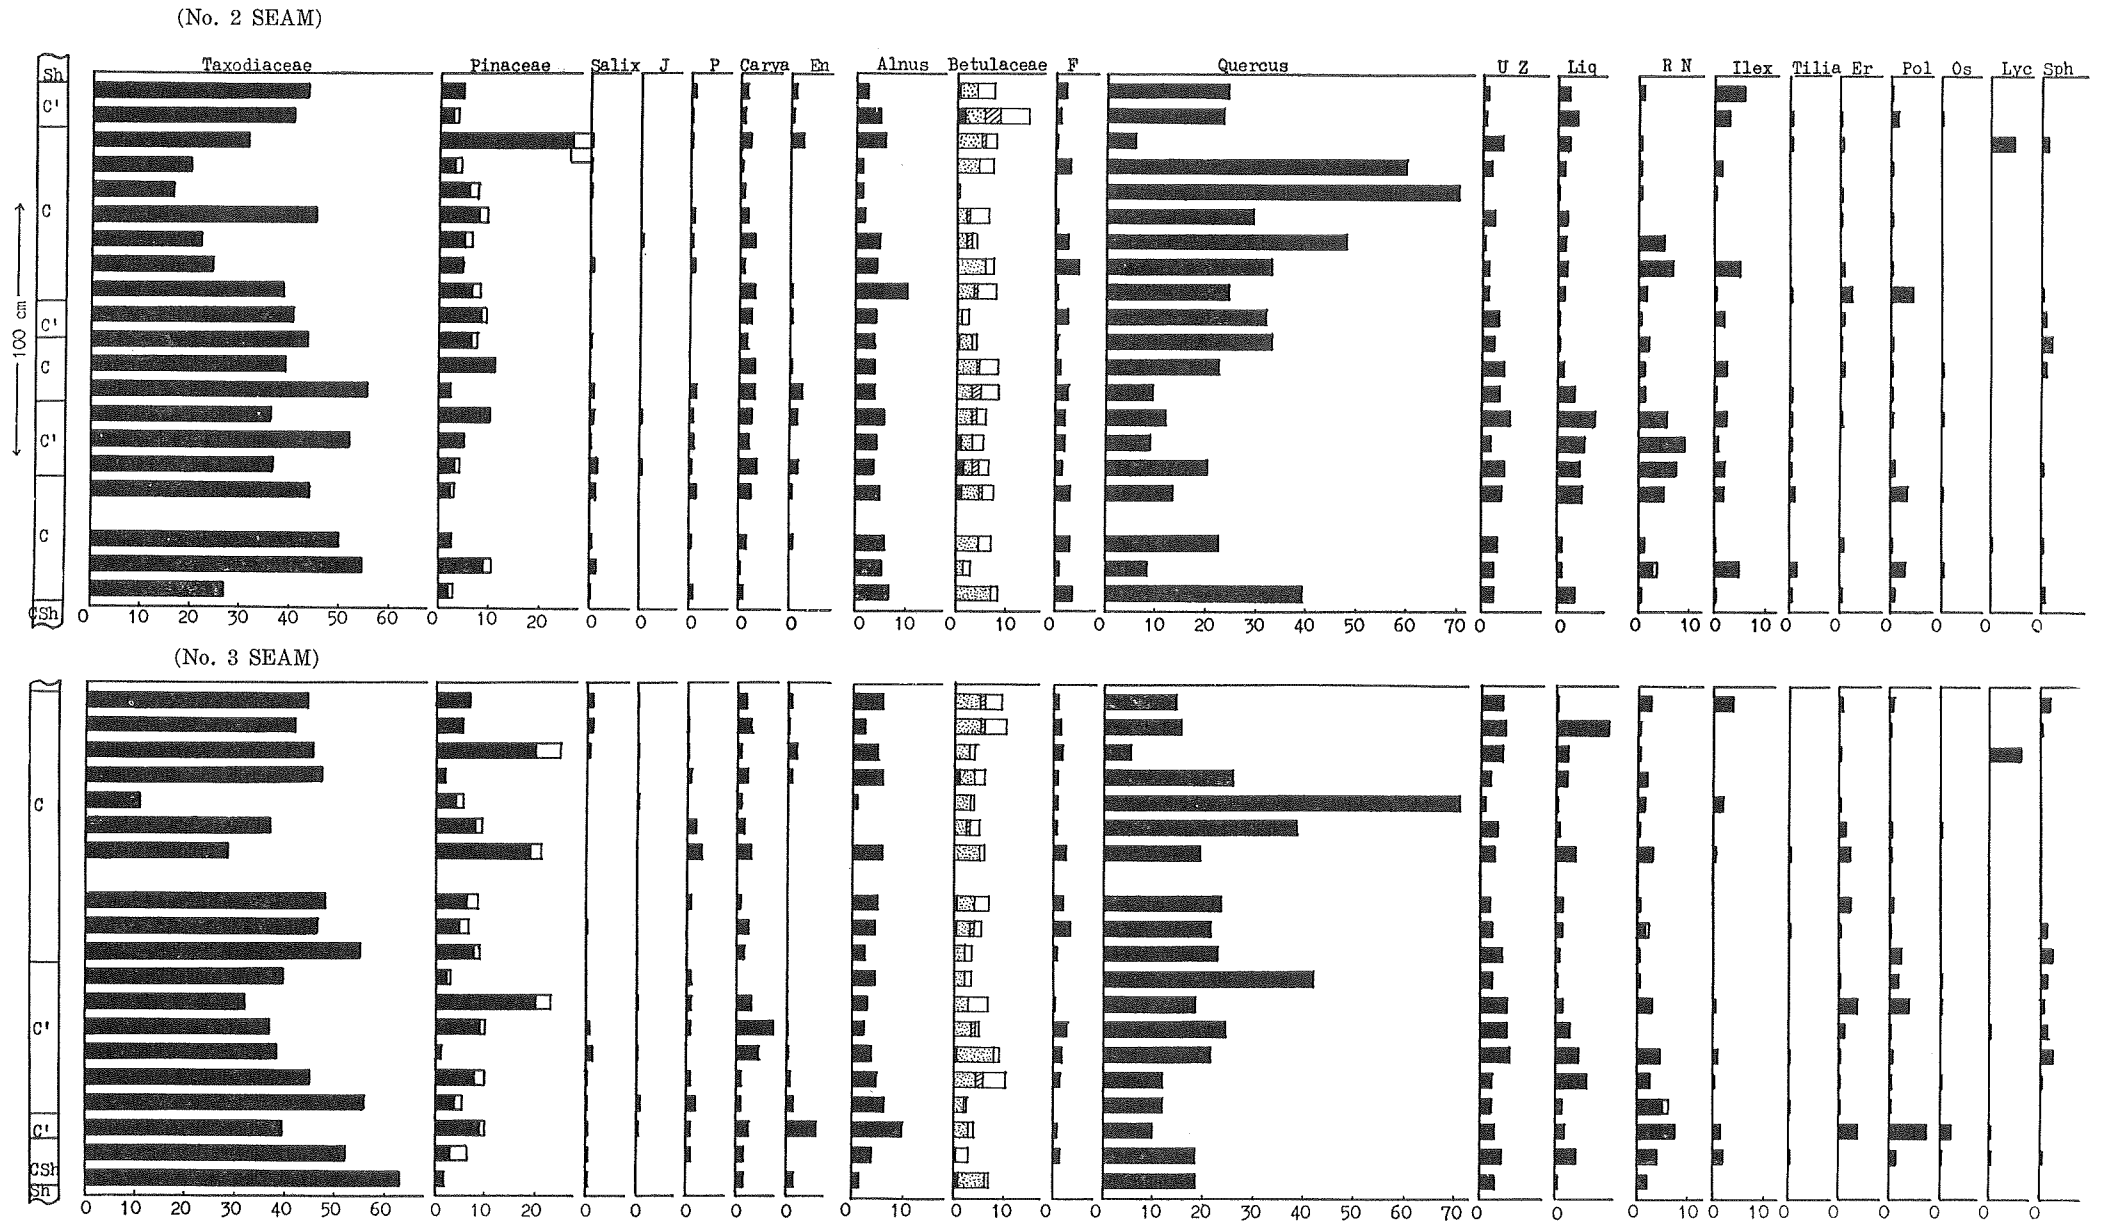 (No. 2 SEAM)
Taxodiaceae Pinaceae Salix J P Carya En Alnus Betulaceae F Quercus U Z Liq R N Ilex Tilia Er Pol Os Lyc Sph
Sh
C'
C
C'
C
C'
C
CSh
100 cm
0 10 20 30 40 50 60 0 10 20 0 0 0 0 0 0 10 0 10 0 0 10 20 30 40 50 60 70 0 0 0 10 0 10 0 0 0 0 0 0
(No. 3 SEAM)
C
C'
C'
CSh
Sh
0 10 20 30 40 50 60 0 10 20 0 0 0 0 0 0 10 0 10 0 0 10 20 30 40 50 60 70 0 0 0 10 0 10 0 0 0 0 0 0